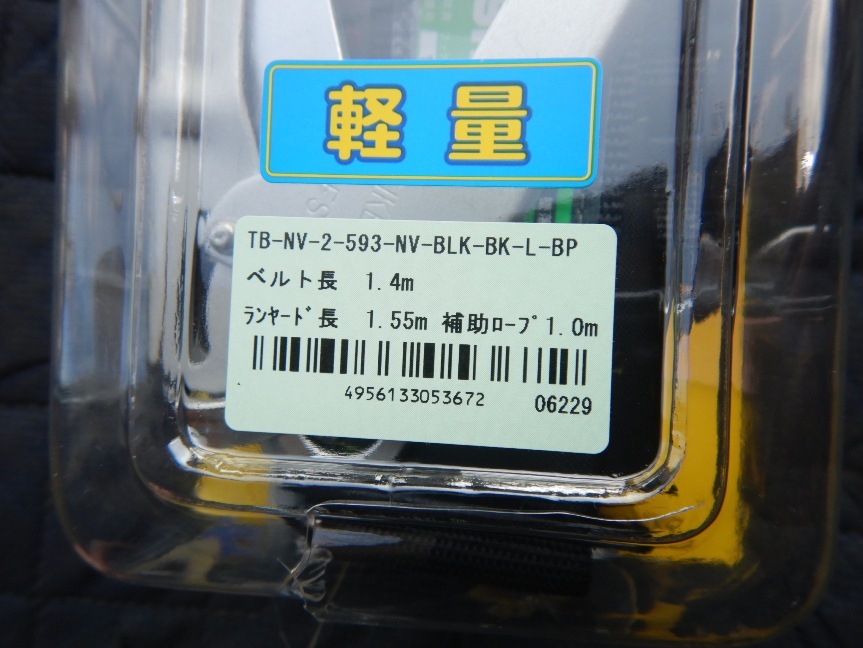 軽量
TB-NV-2-593-NV-BLK-BK-L-BP
ベルト長 1.4m
ﾗﾝﾔｰﾄﾞ長 1.55m 補助ﾛｰﾌﾟ1.0m
4956133053672 06229